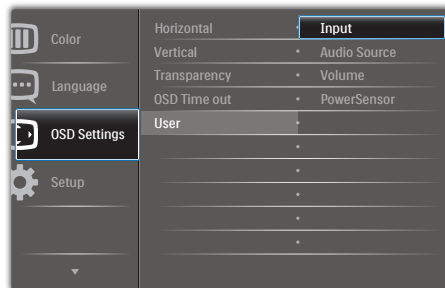 Color
Language
OSD Settings
Setup
Horizontal
Vertical
Transparency
OSD Time out
User
Input
Audio Source
Volume
PowerSensor